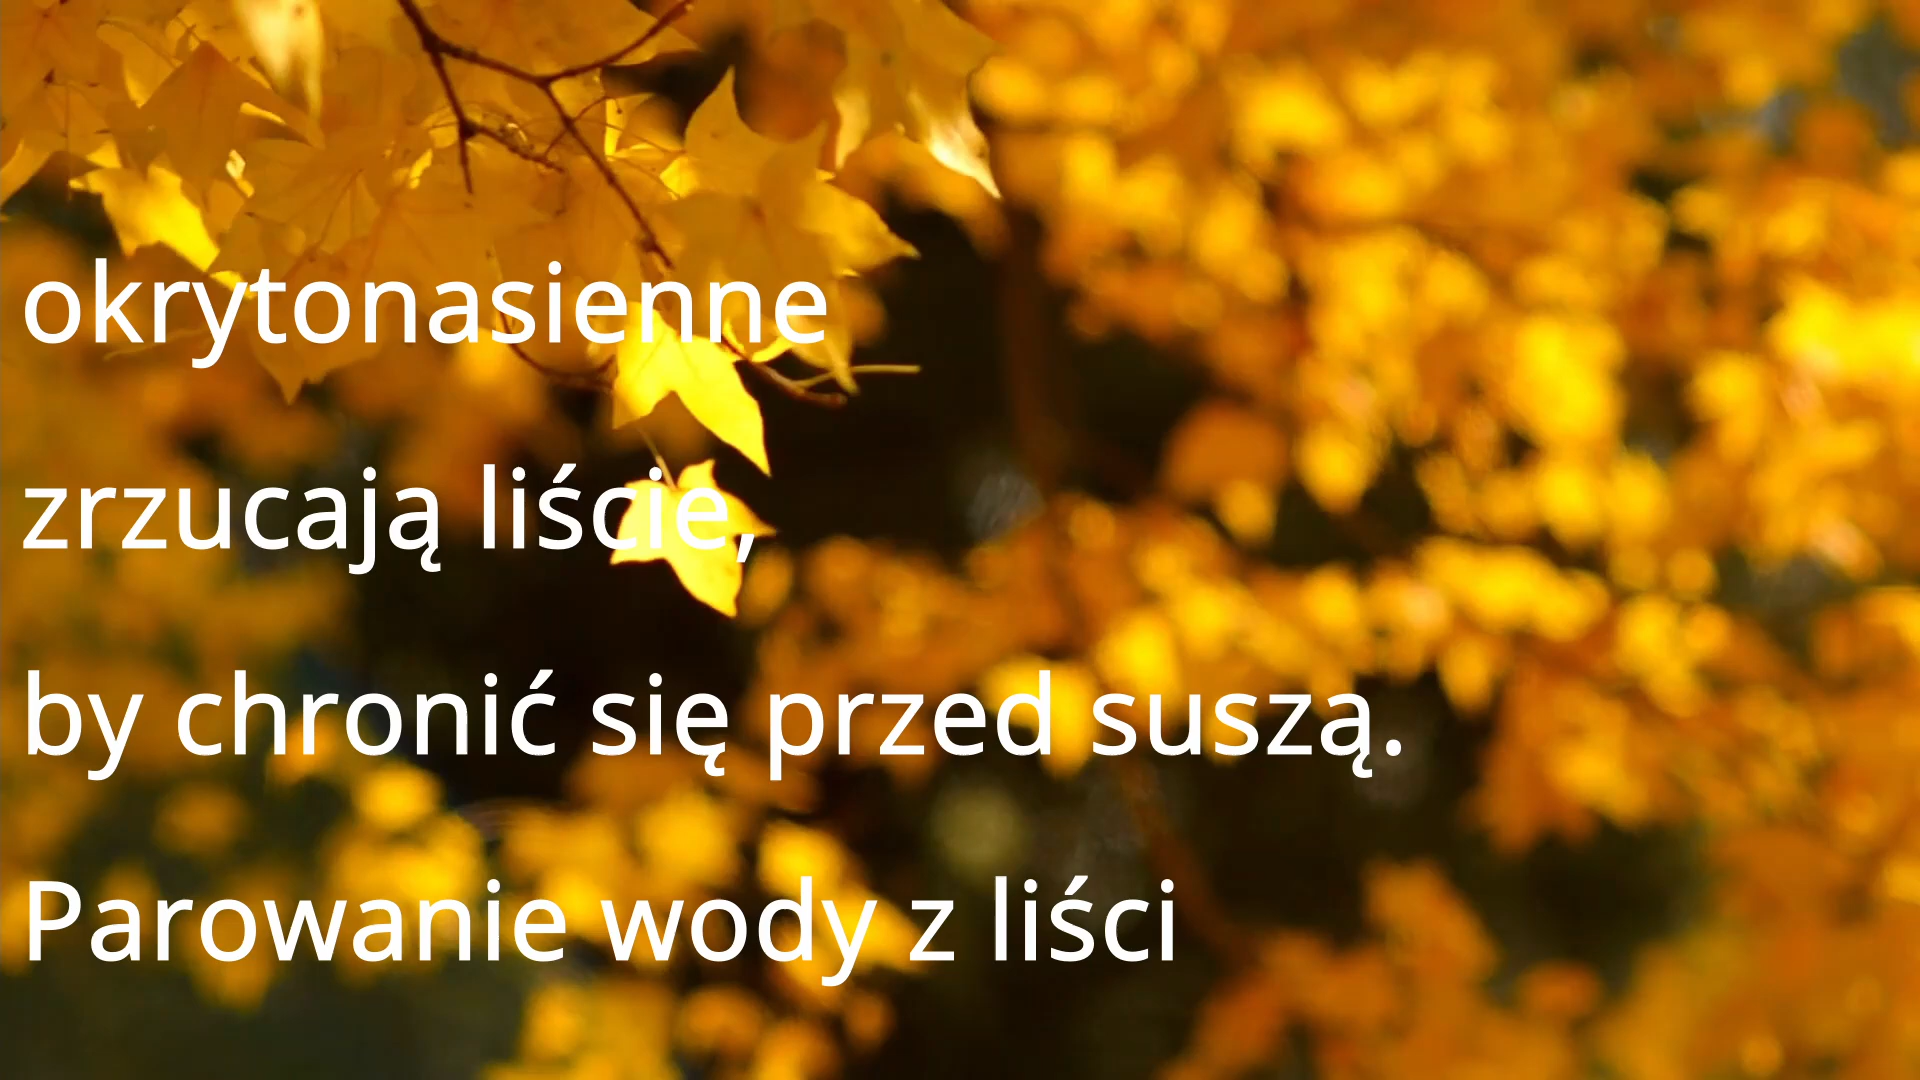 okrytonasienne
zrzucają liście,
by chronić się przed suszą.
Parowanie wody z liści